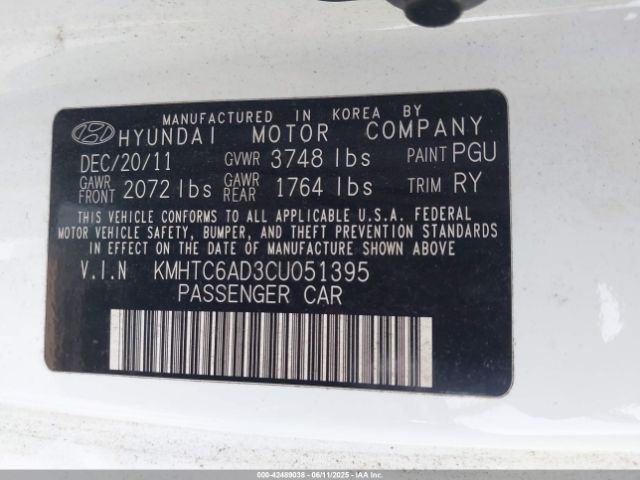 MANUFACTURED IN KOREA BY
HYUNDAI MOTOR COMPANY
DEC/20/11 GVWR 3748 lbs PAINT PGU
GAWR FRONT 2072 lbs GAWR REAR 1764 lbs TRIM RY
THIS VEHICLE CONFORMS TO ALL APPLICABLE U.S.A. FEDERAL
MOTOR VEHICLE SAFETY, BUMPER, AND THEFT PREVENTION STANDARDS
IN EFFECT ON THE DATE OF MANUFACTURE SHOWN ABOVE
V.I.N KMHTC6AD3CU051395
PASSENGER CAR
000-42489038 - 06/11/2025 - IAAI.COM